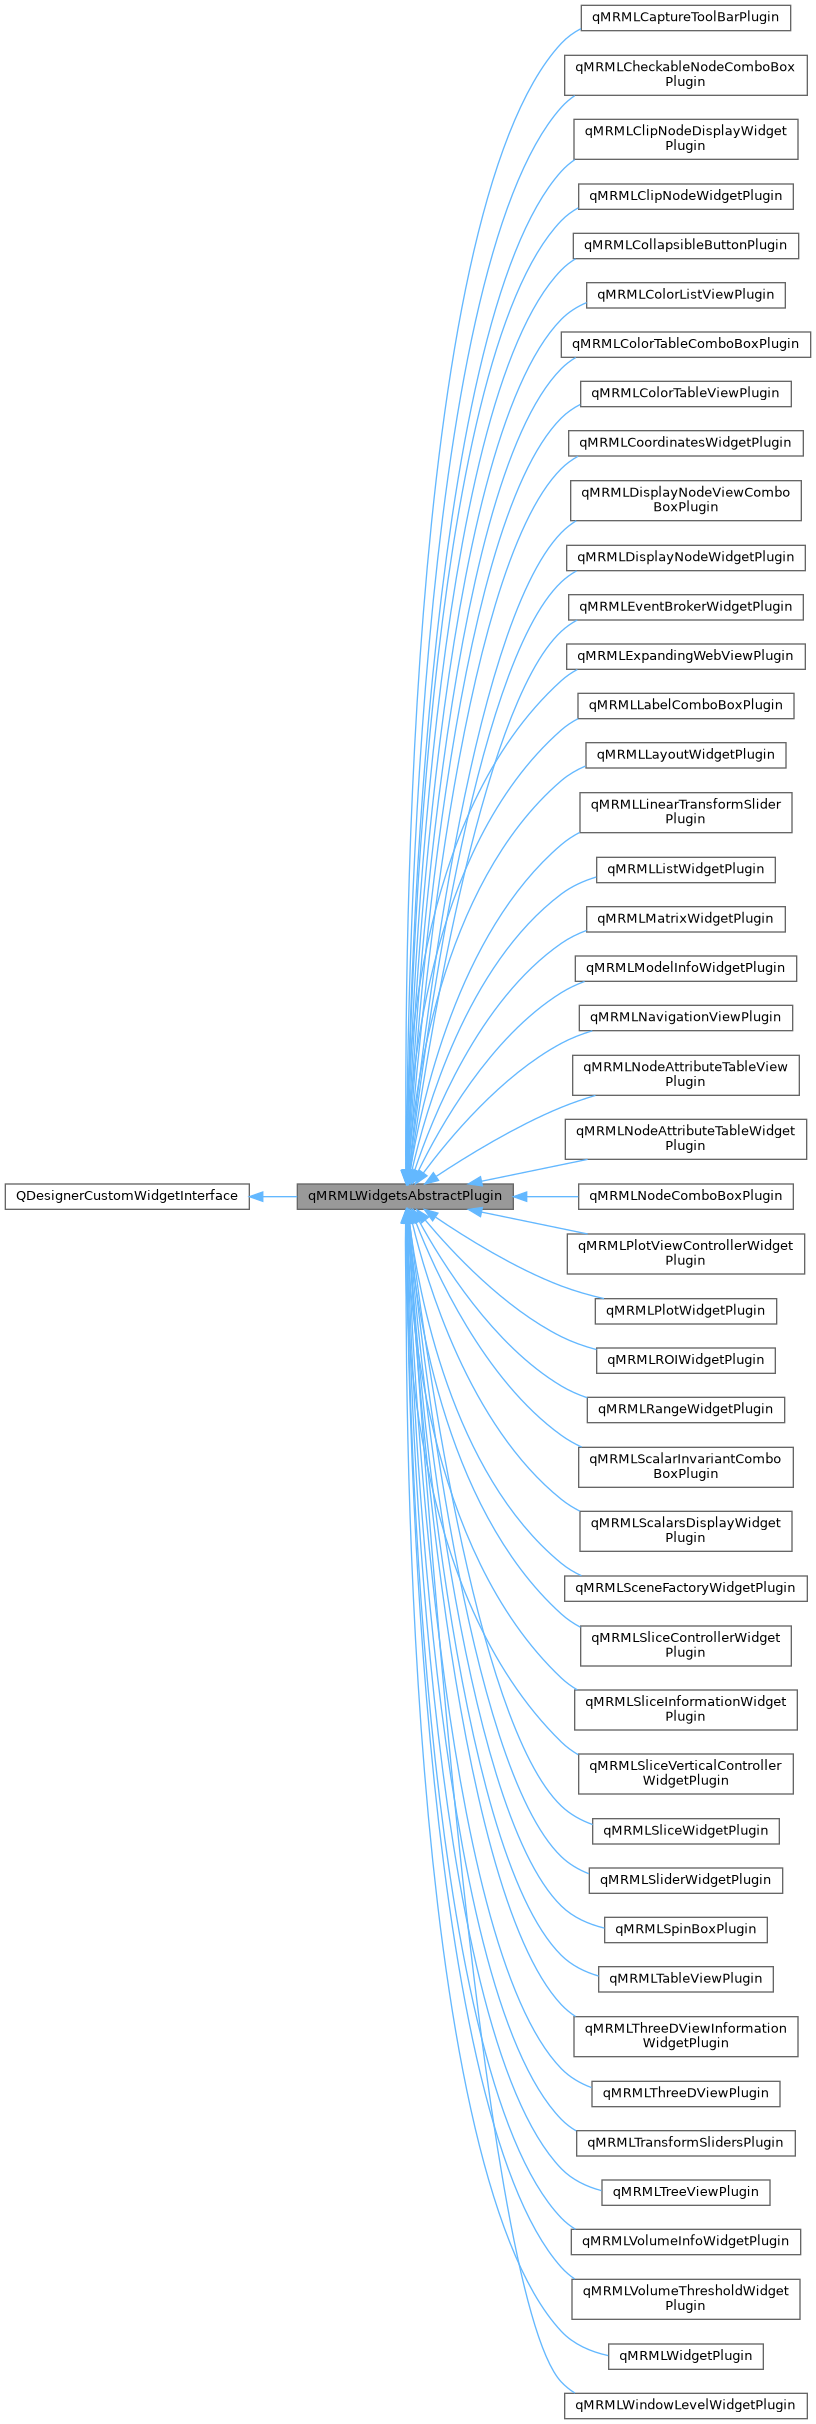 qMRMLCaptureToolBarPlugin
qMRMLCheckableNodeComboBox
Plugin
qMRMLClipNodeDisplayWidget
Plugin
qMRMLClipNodeWidgetPlugin
qMRMLCollapsibleButtonPlugin
qMRMLColorListViewPlugin
qMRMLColorTableComboBoxPlugin
qMRMLColorTableViewPlugin
qMRMLCoordinatesWidgetPlugin
qMRMLDisplayNodeViewCombo
BoxPlugin
qMRMLDisplayNodeWidgetPlugin
qMRMLEventBrokerWidgetPlugin
qMRMLExpandingWebViewPlugin
qMRMLLabelComboBoxPlugin
qMRMLLayoutWidgetPlugin
qMRMLLinearTransformSlider
Plugin
qMRMLListWidgetPlugin
qMRMLMatrixWidgetPlugin
qMRMLModelInfoWidgetPlugin
qMRMLNavigationViewPlugin
qMRMLNodeAttributeTableView
Plugin
qMRMLNodeAttributeTableWidget
Plugin
QDesignerCustomWidgetInterface
qMRMLWidgetsAbstractPlugin
qMRMLNodeComboBoxPlugin
qMRMLPlotViewControllerWidget
Plugin
qMRMLPlotWidgetPlugin
qMRMLROIWidgetPlugin
qMRMLRangeWidgetPlugin
qMRMLScalarInvariantCombo
BoxPlugin
qMRMLScalarsDisplayWidget
Plugin
qMRMLSceneFactoryWidgetPlugin
qMRMLSliceControllerWidget
Plugin
qMRMLSliceInformationWidget
Plugin
qMRMLSliceVerticalController
WidgetPlugin
qMRMLSliceWidgetPlugin
qMRMLSliderWidgetPlugin
qMRMLSpinBoxPlugin
qMRMLTableViewPlugin
qMRMLThreeDViewInformation
WidgetPlugin
qMRMLThreeDViewPlugin
qMRMLTransformSlidersPlugin
qMRMLTreeViewPlugin
qMRMLVolumeInfoWidgetPlugin
qMRMLVolumeThresholdWidget
Plugin
qMRMLWidgetPlugin
qMRMLWindowLevelWidgetPlugin